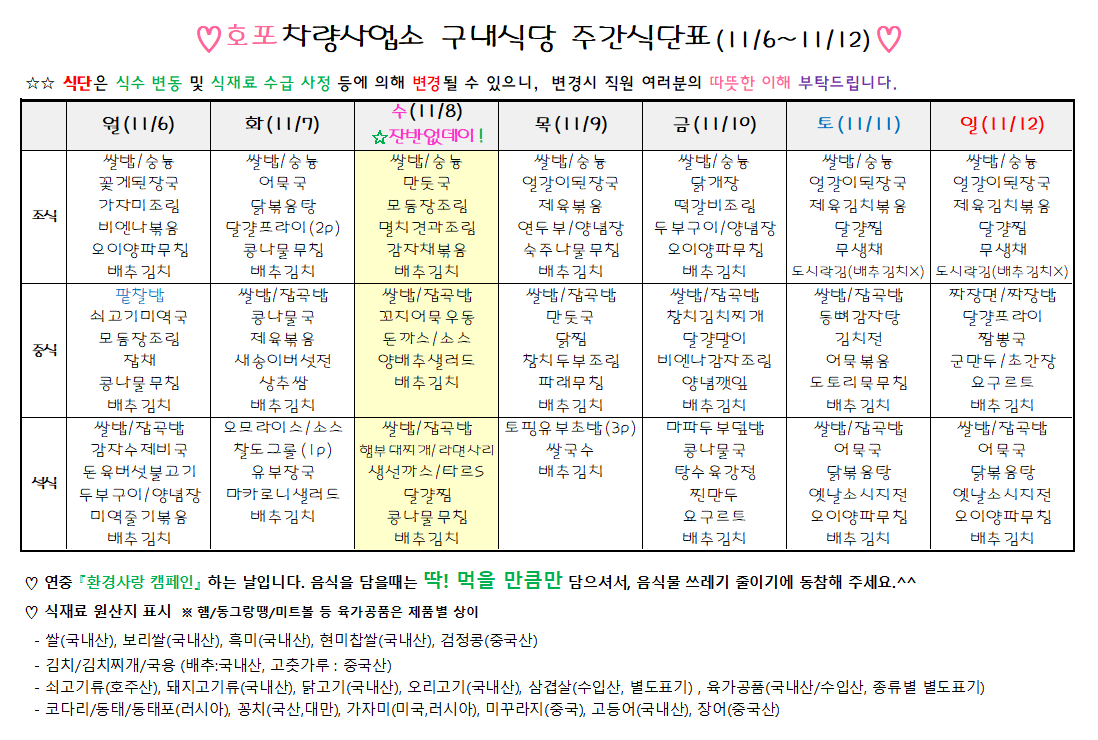 ♡호포차량사업소 구내식당 주간식단표(11/6~11/12)♡
☆☆ 식단은 식수 변동 및 식재료 수급 사정 등에 의해 변경될 수 있으니, 변경시 직원 여러분의 따뜻한 이해 부탁드립니다.
월(11/6) 화(11/7) 수(11/8) ☆잔반없데이! 목(11/9) 금(11/10) 토(11/11) 일(11/12)
조식
쌀밥/숭늉 쌀밥/숭늉 쌀밥/숭늉 쌀밥/숭늉 쌀밥/숭늉 쌀밥/숭늉 쌀밥/숭늉
꽃게된장국 어묵국 만둣국 얼갈이된장국 닭개장 얼갈이된장국 얼갈이된장국
가자미조림 닭볶음탕 모듬장조림 제육볶음 떡갈비조림 제육김치볶음 제육김치볶음
비엔나볶음 달걀프라이(2p) 멸치견과조림 연두부/양념장 두부구이/양념장 달걀찜 달걀찜
오이양파무침 콩나물무침 감자채볶음 숙주나물무침 오이양파무침 무생채 무생채
배추김치 배추김치 배추김치 배추김치 배추김치 도시락김(배추김치X) 도시락김(배추김치X)
중식
팥찰밥 쌀밥/잡곡밥 쌀밥/잡곡밥 쌀밥/잡곡밥 쌀밥/잡곡밥 쌀밥/잡곡밥 짜장면/짜장밥
쇠고기미역국 콩나물국 꼬지어묵우동 만둣국 참치김치찌개 등뼈감자탕 달걀프라이
모듬장조림 제육볶음 돈까스/소스 닭찜 달걀말이 김치전 짬뽕국
잡채 새송이버섯전 양배추샐러드 참치두부조림 비엔나감자조림 어묵볶음 군만두/초간장
콩나물무침 상추쌈 배추김치 파래무침 양념깻잎 도토리묵무침 요구르트
배추김치 배추김치 배추김치 배추김치 배추김치 배추김치
석식
쌀밥/잡곡밥 오므라이스/소스 쌀밥/잡곡밥 토핑유부초밥(3p) 마파두부덮밥 쌀밥/잡곡밥 쌀밥/잡곡밥
감자수제비국 찰도그룰(1p) 햄부대찌개/라면사리 쌀국수 콩나물국 어묵국 어묵국
돈육버섯불고기 유부장국 생선까스/타르S 배추김치 탕수육강정 닭볶음탕 닭볶음탕
두부구이/양념장 마카로니샐러드 달걀찜 찐만두 옛날소시지전 옛날소시지전
미역줄기볶음 배추김치 콩나물무침 요구르트 오이양파무침 오이양파무침
배추김치 배추김치 배추김치 배추김치 배추김치
♡ 연중 『환경사랑 캠페인』 하는 날입니다. 음식을 담을때는 딱! 먹을 만큼만 담으셔서, 음식물 쓰레기 줄이기에 동참해 주세요.^^
♡ 식재료 원산지 표시 ※ 햄/동그랑땡/미트볼 등 육가공품은 제품별 상이
- 쌀(국내산), 보리쌀(국내산), 흑미(국내산), 현미찹쌀(국내산), 검정콩(중국산)
- 김치/김치찌개/국용 (배추:국내산, 고춧가루 : 중국산)
- 쇠고기류(호주산), 돼지고기류(국내산), 닭고기(국내산), 오리고기(국내산), 삼겹살(수입산, 별도표기) , 육가공품(국내산/수입산, 종류별 별도표기)
- 코다리/동태/동태포(러시아), 꽁치(국산,대만), 가자미(미국,러시아), 미꾸라지(중국), 고등어(국내산), 장어(중국산)